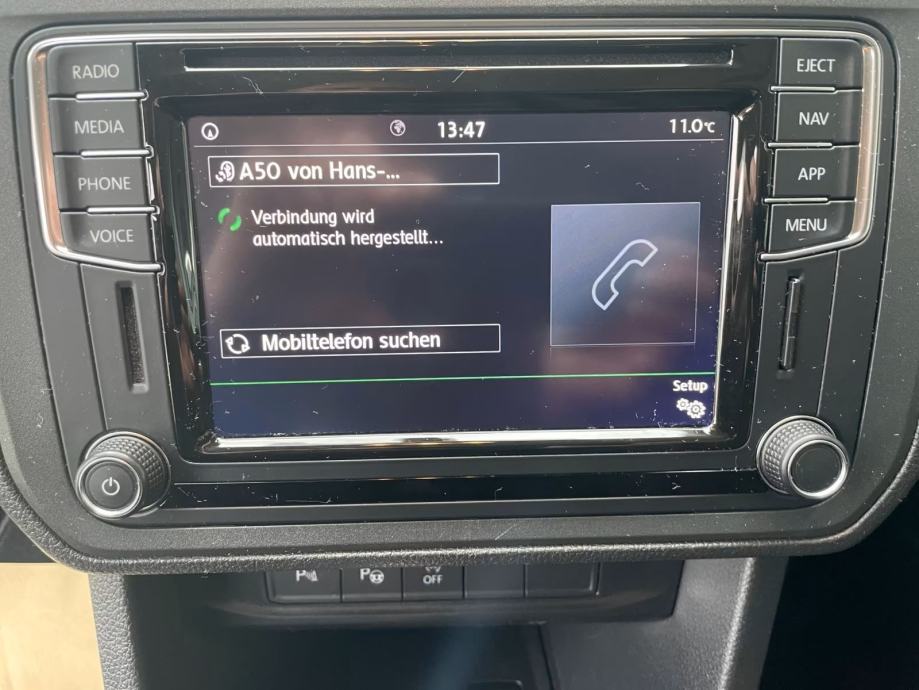 RADIO
MEDIA
PHONE
VOICE
EJECT
NAV
APP
MENU
13:47
11.0°C
A50 von Hans-...
Verbindung wird
automatisch hergestellt...
Mobiltelefon suchen
Setup
P
P
OFF